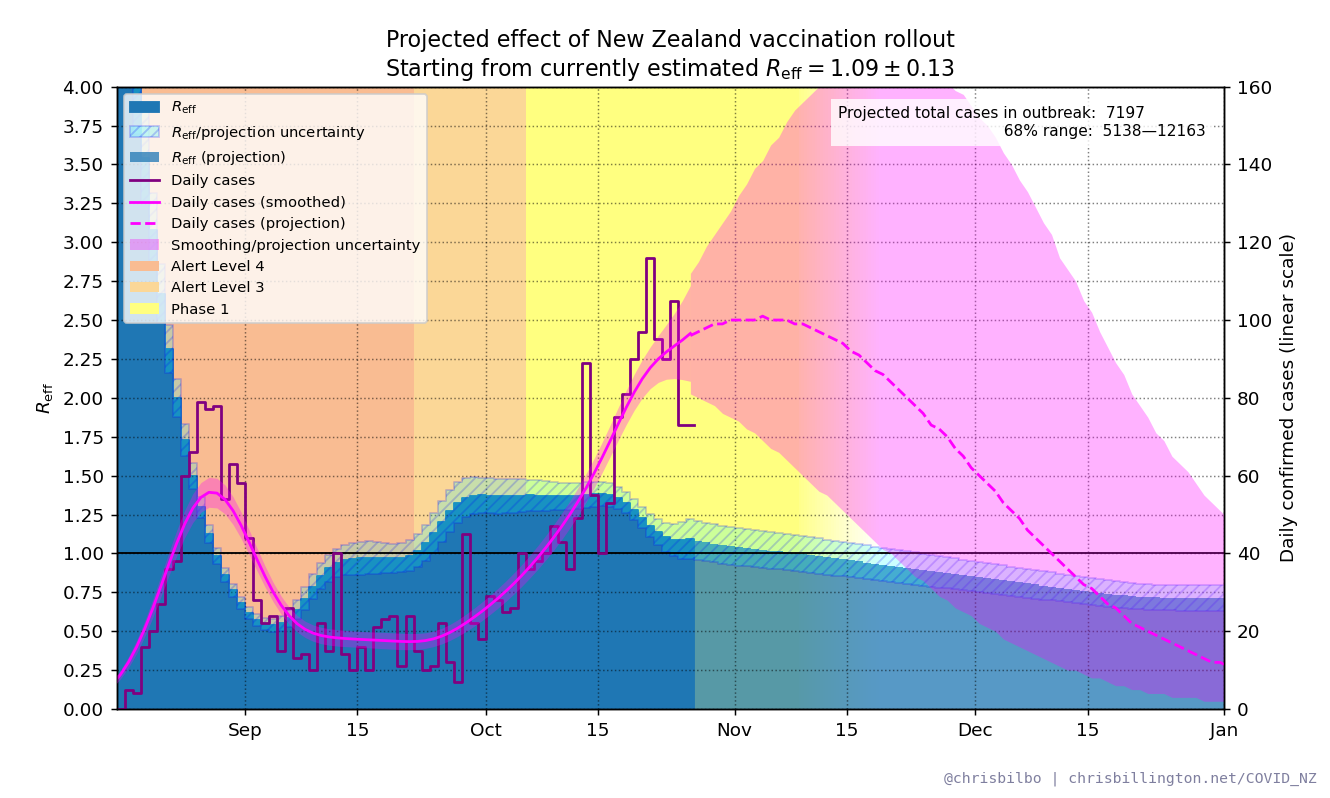 Projected effect of New Zealand vaccination rollout
Starting from currently estimated R_eff = 1.09 ± 0.13
4.00
3.75
3.50
3.25
3.00
2.75
2.50
2.25
2.00
1.75
1.50
1.25
1.00
0.75
0.50
0.25
0.00
R_eff
R_eff
R_eff/projection uncertainty
R_eff (projection)
Daily cases
Daily cases (smoothed)
Daily cases (projection)
Smoothing/projection uncertainty
Alert Level 4
Alert Level 3
Phase 1
Projected total cases in outbreak: 7197
68% range: 5138—12163
160
140
120
100
80
60
40
20
0
Daily confirmed cases (linear scale)
Sep
15
Oct
15
Nov
15
Dec
15
Jan
@chrisbilbo | chrisbillington.net/COVID_NZ